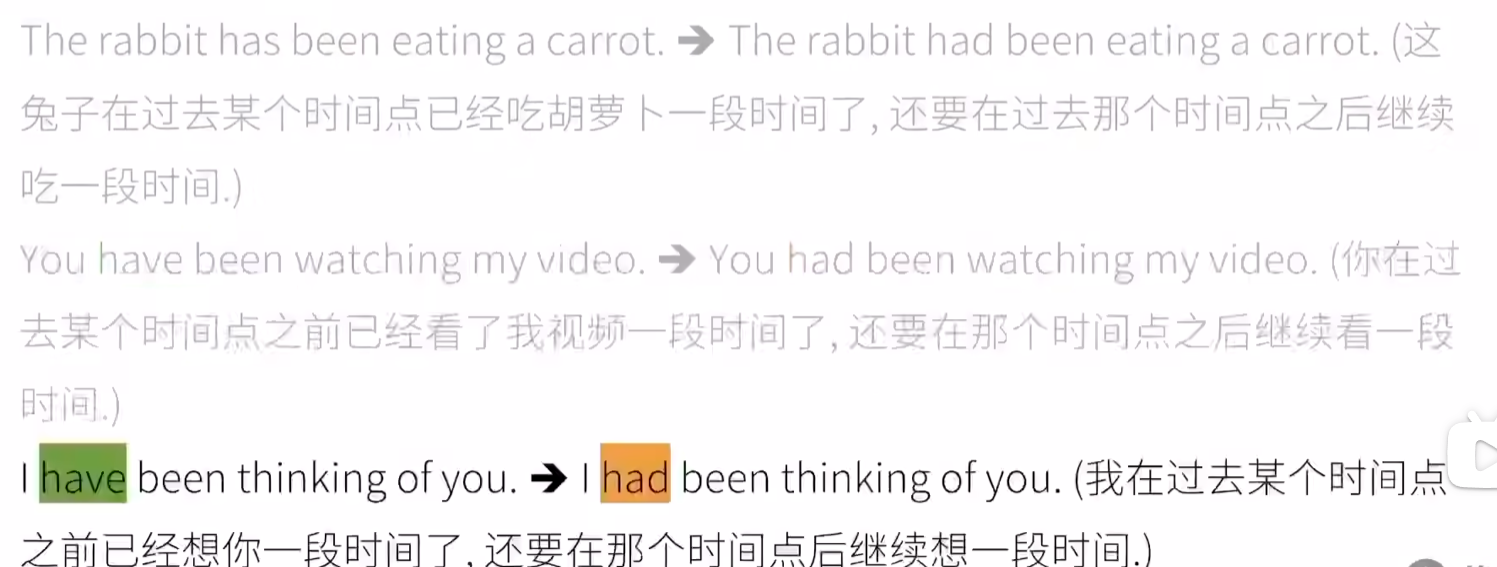 The rabbit has been eating a carrot. ➔ The rabbit had been eating a carrot. (这
兔子在过去某个时间点已经吃胡萝卜一段时间了, 还要在过去那个时间点之后继续
吃一段时间.)
You have been watching my video. ➔ You had been watching my video. (你在过
去某个时间点之前已经看了我视频一段时间了, 还要在那个时间点之后继续看一段
时间.)
I have been thinking of you. ➔ I had been thinking of you. (我在过去某个时间点
之前已经想你一段时间了, 还要在那个时间点后继续想一段时间.)